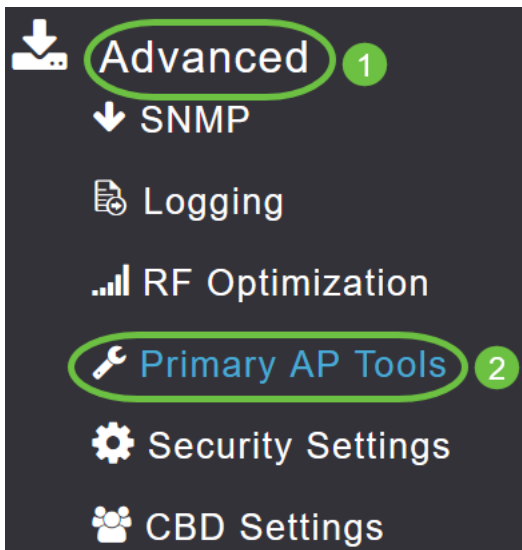 Advanced 1
SNMP
Logging
RF Optimization
Primary AP Tools 2
Security Settings
CBD Settings